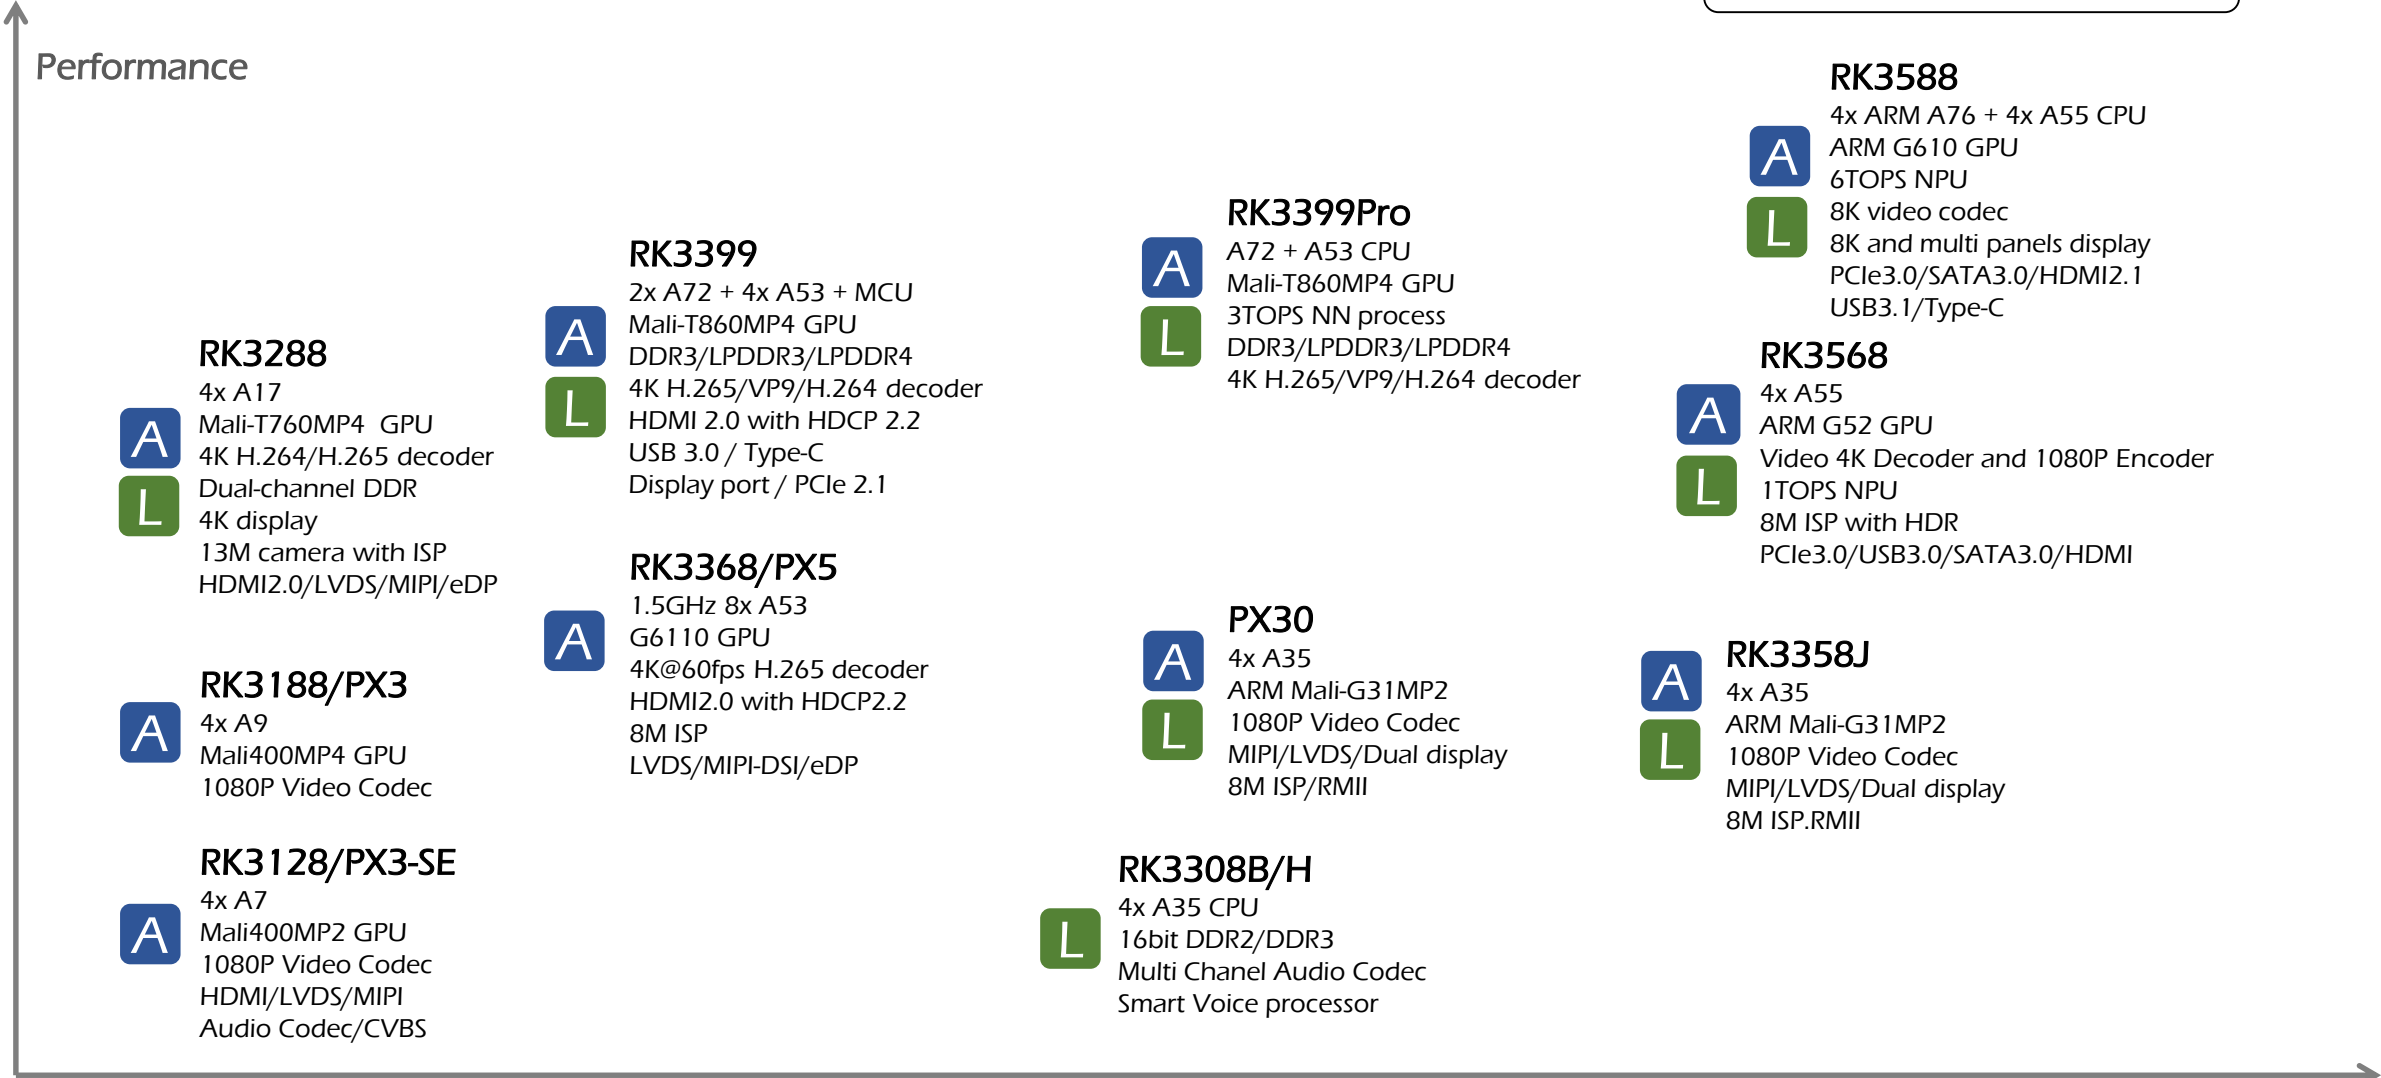 Performance
RK3288
4x A17
Mali-T760MP4 GPU
4K H.264/H.265 decoder
Dual-channel DDR
4K display
13M camera with ISP
HDMI2.0/LVDS/MIPI/eDP
A
L
RK3188/PX3
4x A9
Mali400MP4 GPU
1080P Video Codec
A
RK3128/PX3-SE
4x A7
Mali400MP2 GPU
1080P Video Codec
HDMI/LVDS/MIPI
Audio Codec/CVBS
A
RK3399
2x A72 + 4x A53 + MCU
Mali-T860MP4 GPU
DDR3/LPDDR3/LPDDR4
4K H.265/VP9/H.264 decoder
HDMI 2.0 with HDCP 2.2
USB 3.0 / Type-C
Display port / PCIe 2.1
A
L
RK3368/PX5
1.5GHz 8x A53
G6110 GPU
4K@60fps H.265 decoder
HDMI2.0 with HDCP2.2
8M ISP
LVDS/MIPI-DSI/eDP
A
RK3399Pro
A72 + A53 CPU
Mali-T860MP4 GPU
3TOPS NN process
DDR3/LPDDR3/LPDDR4
4K H.265/VP9/H.264 decoder
A
L
PX30
4x A35
ARM Mali-G31MP2
1080P Video Codec
MIPI/LVDS/Dual display
8M ISP/RMII
A
L
RK3308B/H
4x A35 CPU
16bit DDR2/DDR3
Multi Chanel Audio Codec
Smart Voice processor
L
RK3588
4x ARM A76 + 4x A55 CPU
ARM G610 GPU
6TOPS NPU
8K video codec
8K and multi panels display
PCIe3.0/SATA3.0/HDMI2.1
USB3.1/Type-C
A
L
RK3568
4x A55
ARM G52 GPU
Video 4K Decoder and 1080P Encoder
1TOPS NPU
8M ISP with HDR
PCIe3.0/USB3.0/SATA3.0/HDMI
A
L
RK3358J
4x A35
ARM Mali-G31MP2
1080P Video Codec
MIPI/LVDS/Dual display
8M ISP.RMII
A
L